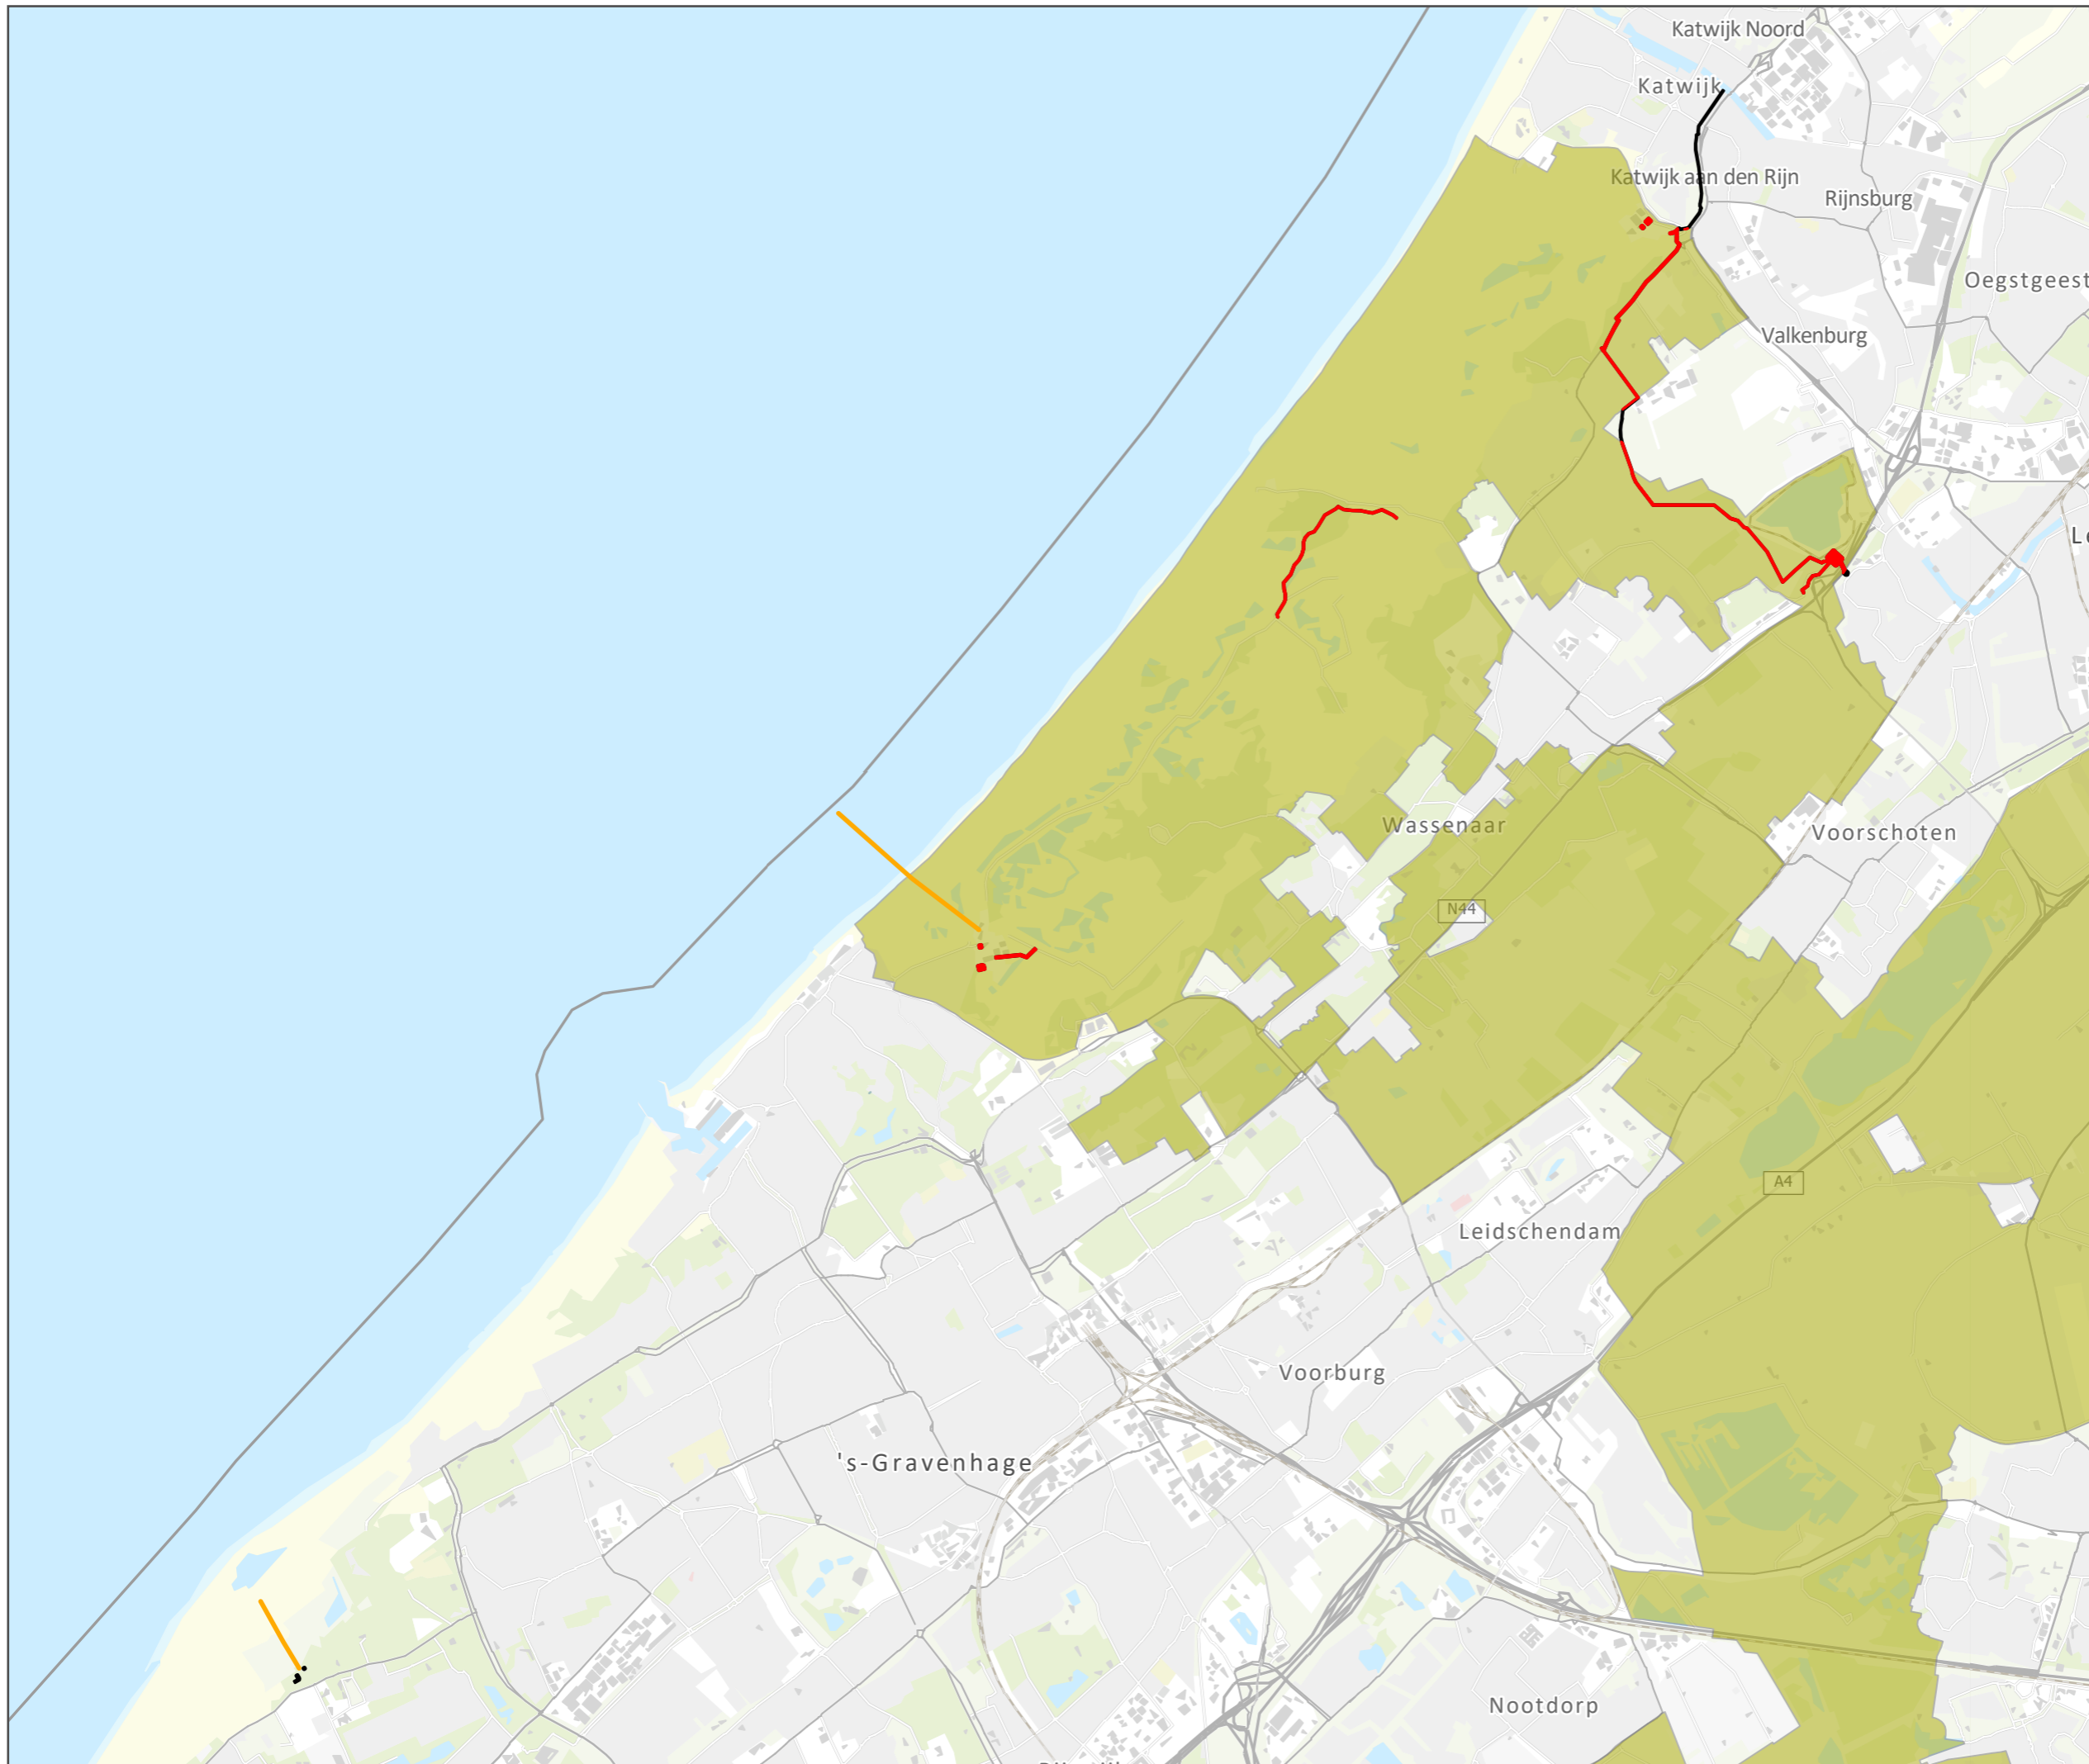 Katwijk Noord
Katwijk
Katwijk aan den Rijn
Rijnsburg
Oegstgeest
Valkenburg
Wassenaar
Voorschoten
N44
A4
Leidschendam
Voorburg
's-Gravenhage
Nootdorp